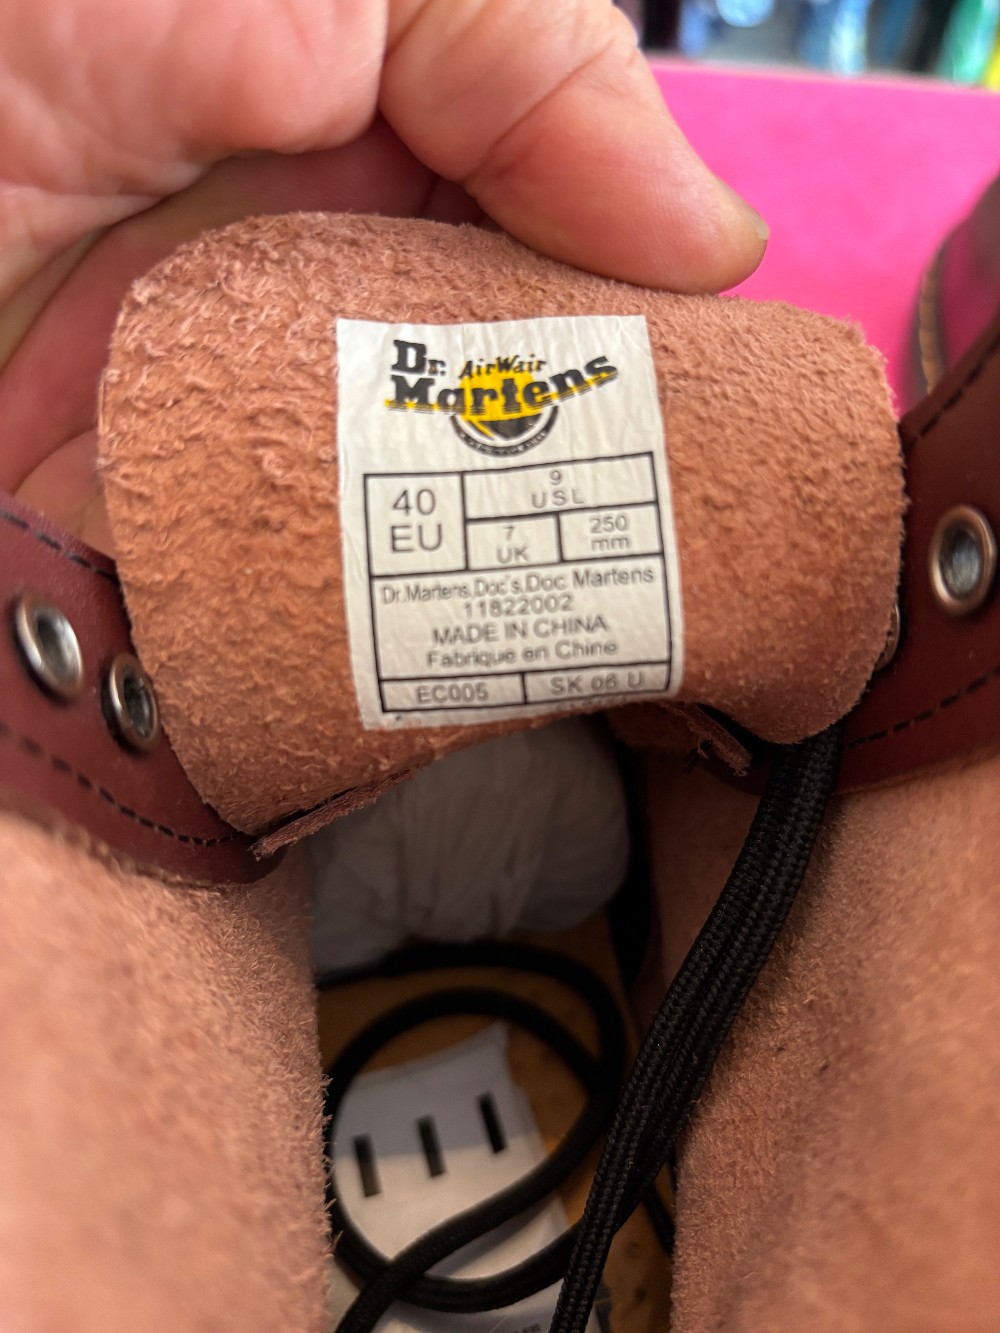 Dr. AirWair
Martens
40
EU
9
USL
7
UK
250
mm
Dr.Martens,Doc's,Doc Martens
11822002
MADE IN CHINA
Fabriqué en Chine
EC005
SK 06 U